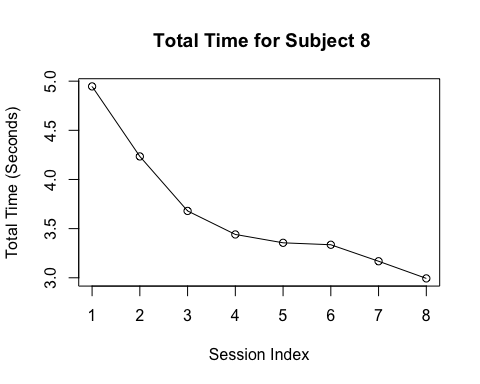 Total Time for Subject 8
Total Time (Seconds)
5.0
4.5
4.0
3.5
3.0
1 2 3 4 5 6 7 8
Session Index